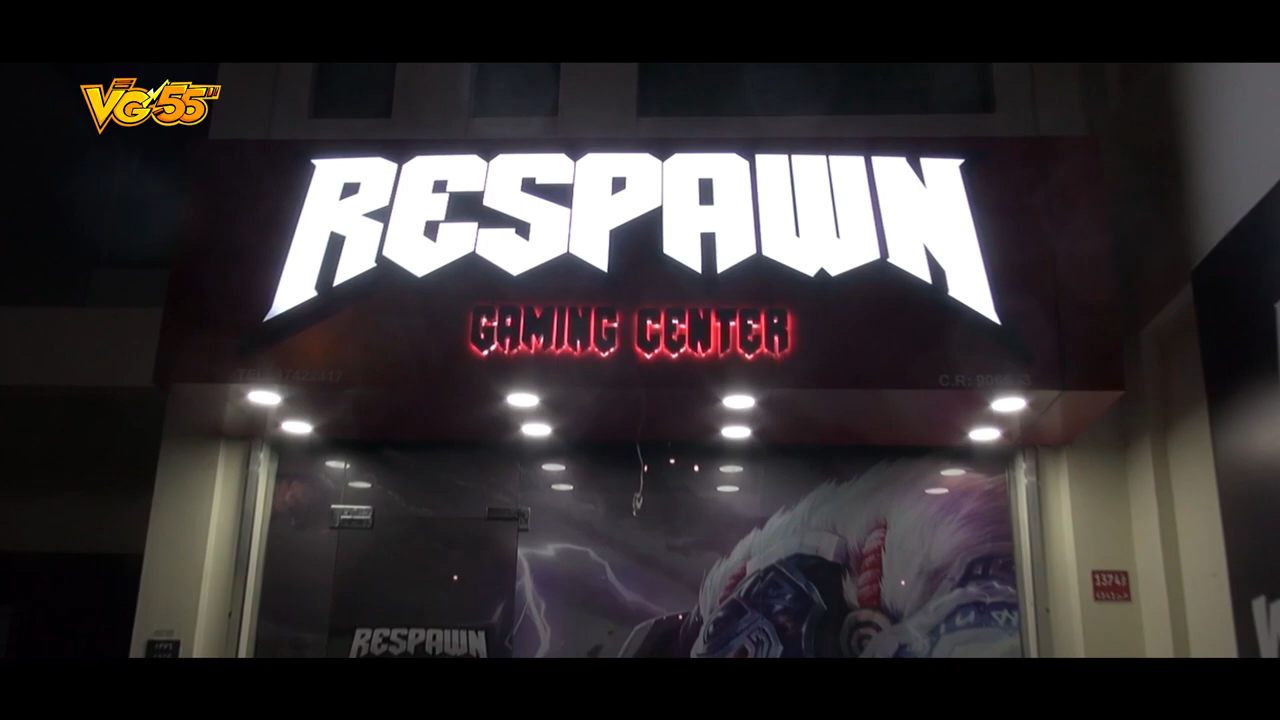 VG55
RESPAWN
GAMING CENTER
C.R:
RESPAWN